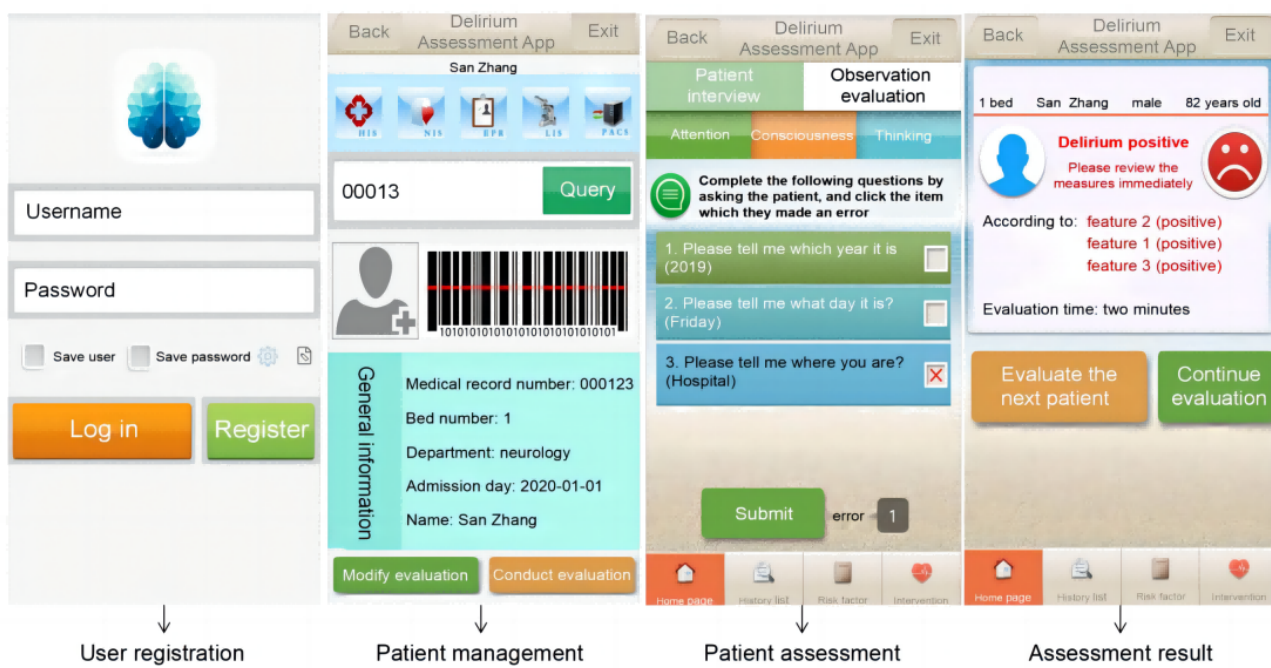 Username
Password
Save user
Save password
Log in
Register
User registration
Back
Delirium
Assessment App
Exit
San Zhang
HIS
NIS
EPR
LIS
PACS
00013
Query
10101010101010101010101010101
General information
Medical record number: 000123
Bed number: 1
Department: neurology
Admission day: 2020-01-01
Name: San Zhang
Modify evaluation
Conduct evaluation
Patient management
Back
Delirium
Assessment App
Exit
Patient
interview
Observation
evaluation
Attention
Consciousness
Thinking
Complete the following questions by
asking the patient, and click the item
which they made an error
1. Please tell me which year it is
(2019)
2. Please tell me what day it is?
(Friday)
3. Please tell me where you are?
(Hospital)
Submit
error
1
Home page
History list
Risk factor
Intervention
Patient assessment
Back
Delirium
Assessment App
Exit
1 bed San Zhang male 82 years old
Delirium positive
Please review the
measures immediately
According to: feature 2 (positive)
feature 1 (positive)
feature 3 (positive)
Evaluation time: two minutes
Evaluate the
next patient
Continue
evaluation
Home page
History list
Risk factor
Intervention
Assessment result